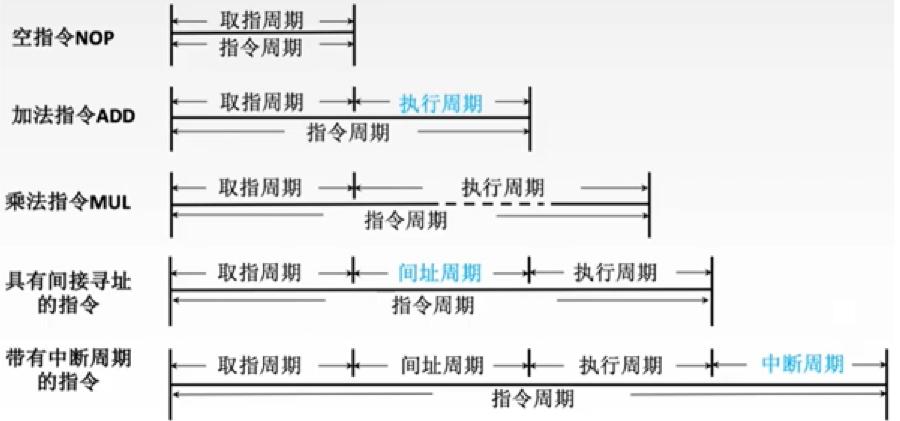 取指周期
空指令NOP
指令周期
取指周期 执行周期
加法指令ADD
指令周期
取指周期 执行周期
乘法指令MUL
指令周期
具有间接寻址 取指周期 间址周期 执行周期
的指令 指令周期
带有中断周期 取指周期 间址周期 执行周期 中断周期
的指令
指令周期